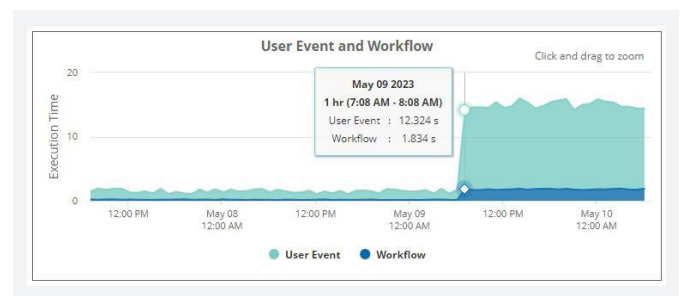 User Event and Workflow
Click and drag to zoom
May 09 2023
1 hr (7:08 AM - 8:08 AM)
User Event : 12.324 s
Workflow : 1.834 s
Execution Time
20
10
0
12:00 PM
May 08
12:00 AM
12:00 PM
May 09
12:00 AM
12:00 PM
May 10
12:00 AM
User Event
Workflow